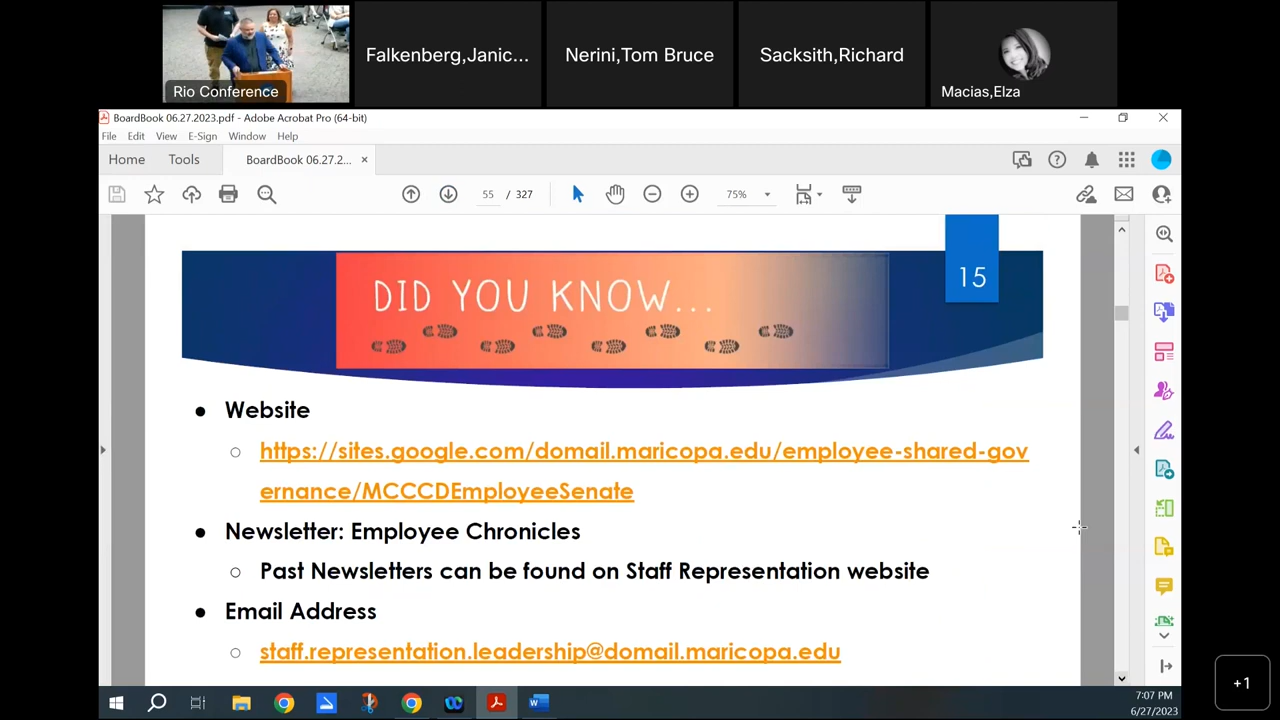 Rio Conference
Falkenberg,Janic...
Nerini,Tom Bruce
Sacksith,Richard
Macias,Elza
BoardBook 06.27.2023.pdf - Adobe Acrobat Pro (64-bit)
File Edit View E-Sign Window Help
Home Tools BoardBook 06.27.2... ×
55 / 327 75%
15
DID YOU KNOW...
● Website
○ https://sites.google.com/domail.maricopa.edu/employee-shared-gov
ernance/MCCCDEmployeeSenate
● Newsletter: Employee Chronicles
○ Past Newsletters can be found on Staff Representation website
● Email Address
○ staff.representation.leadership@domail.maricopa.edu
+1
7:07 PM
6/27/2023